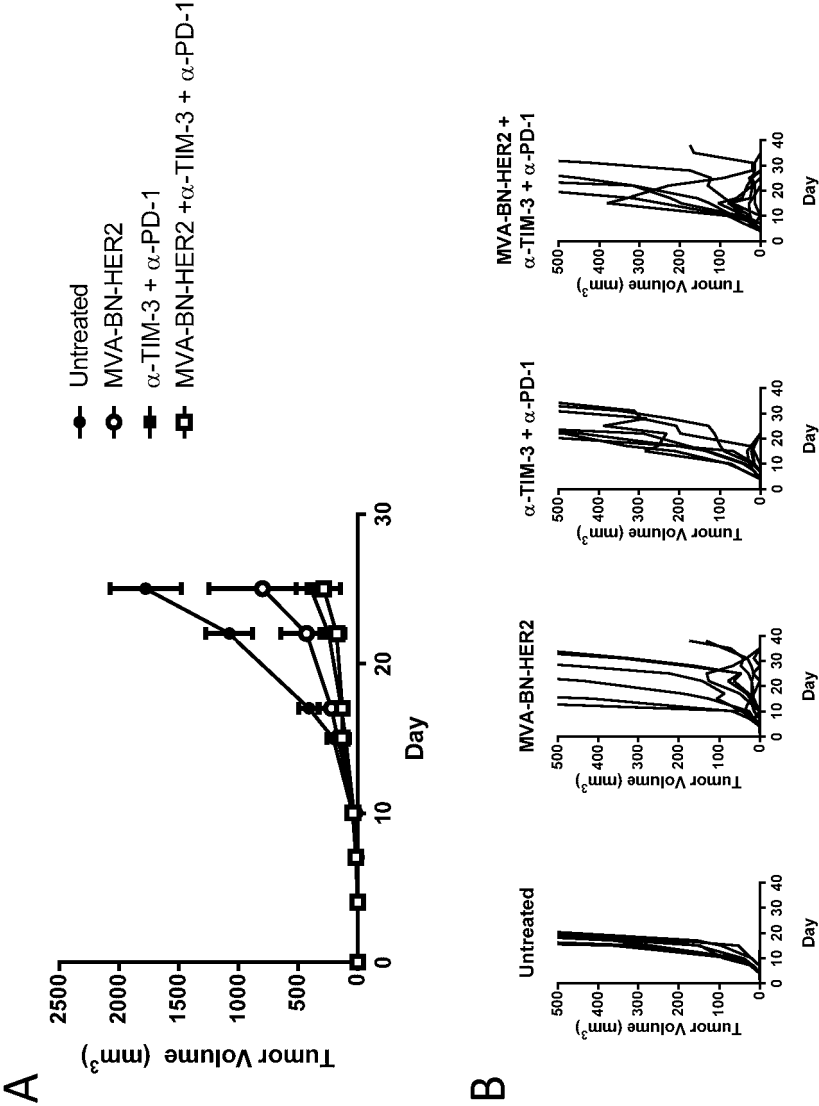 A
Tumor Volume (mm3)
2500
2000
1500
1000
500
0
0
10
20
30
Day
Untreated
MVA-BN-HER2
α-TIM-3 + α-PD-1
MVA-BN-HER2 +α-TIM-3 + α-PD-1
B
Untreated
Tumor Volume (mm3)
500
400
300
200
100
0
0 10 20 30 40
Day
MVA-BN-HER2
Tumor Volume (mm3)
500
400
300
200
100
0
0 10 20 30 40
Day
α-TIM-3 + α-PD-1
Tumor Volume (mm3)
500
400
300
200
100
0
0 10 20 30 40
Day
MVA-BN-HER2 +
α-TIM-3 + α-PD-1
Tumor Volume (mm3)
500
400
300
200
100
0
0 10 20 30 40
Day